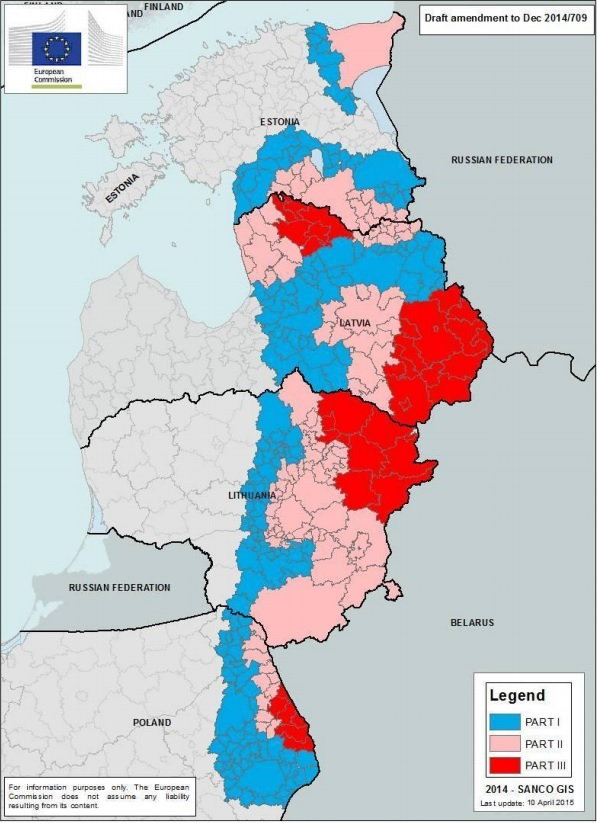 FINLAND
AND
Draft amendment to Dec 2014/709
European
Commission
ESTONIA
RUSSIAN FEDERATION
ESTONIA
LATVIA
LITHUANIA
RUSSIAN FEDERATION
BELARUS
POLAND
Legend
PART I
PART II
PART III
2014 - SANCO GIS
Last update: 10 April 2015
For information purposes only. The European
Commission does not assume any liability
resulting from its content.